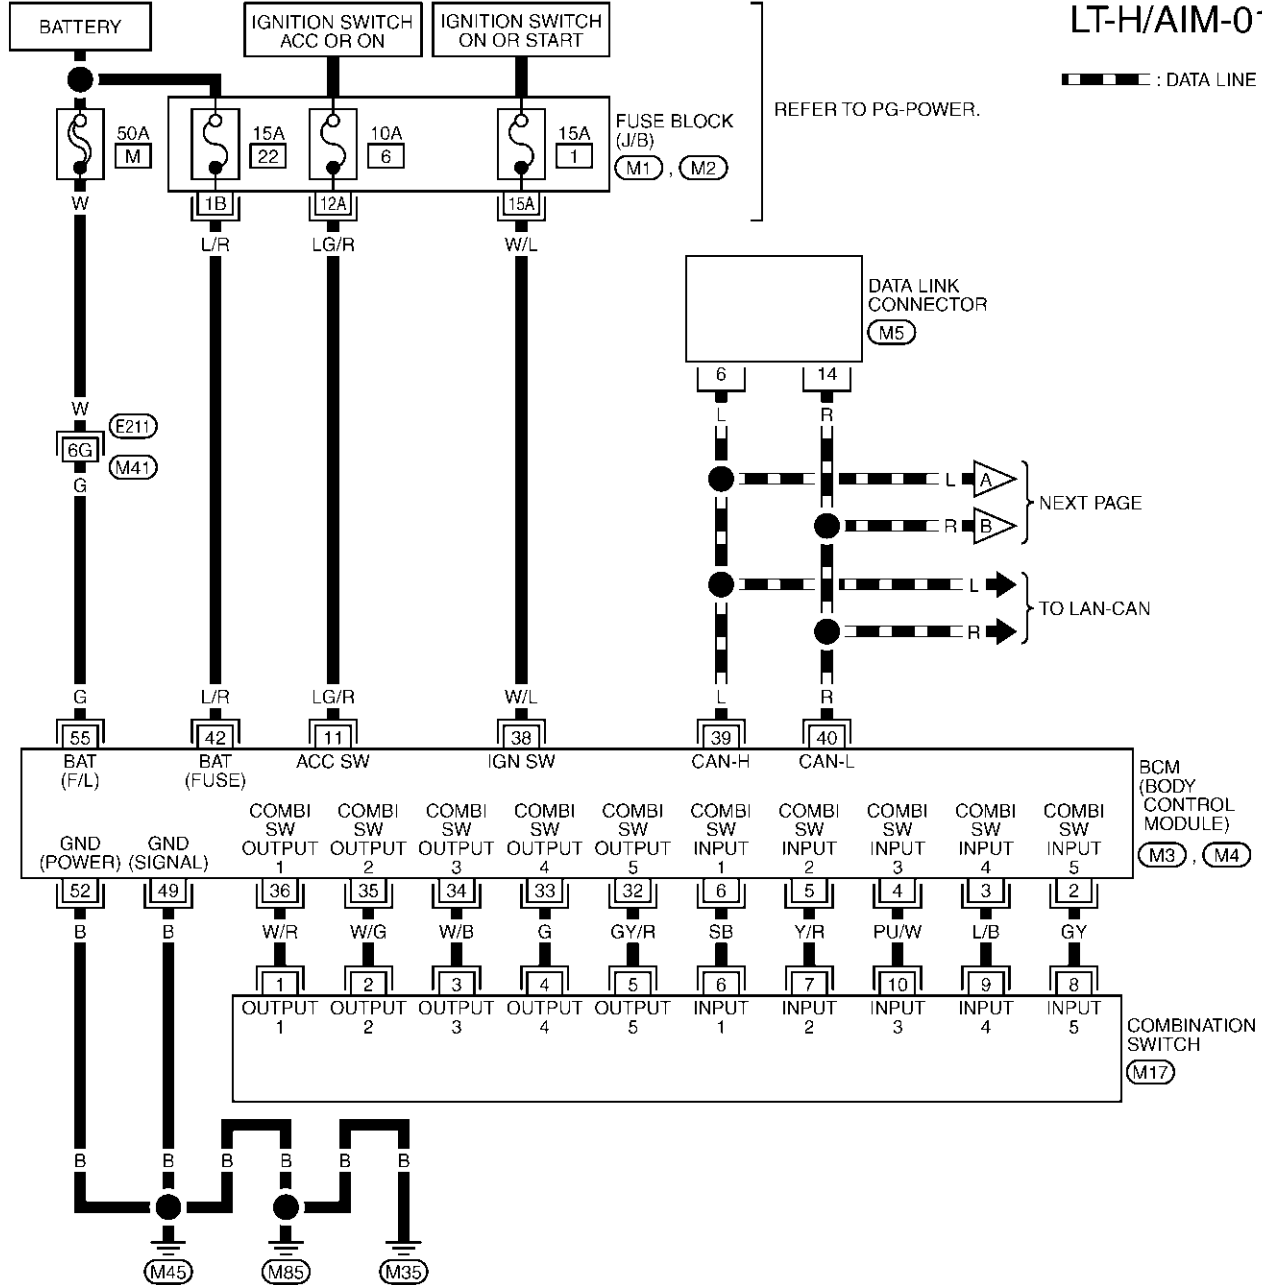 LT-H/AIM-01
BATTERY
IGNITION SWITCH
ACC OR ON
IGNITION SWITCH
ON OR START
: DATA LINE
REFER TO PG-POWER.
50A
M
15A
22
10A
6
15A
1
FUSE BLOCK
(J/B)
M1 , M2
W
1B
12A
15A
L/R
LG/R
W/L
DATA LINK
CONNECTOR
M5
6
14
L
R
W
E211
6G
M41
G
L
A
R
B
NEXT PAGE
L
R
TO LAN-CAN
G
L/R
LG/R
W/L
L
R
55
42
11
38
39
40
BAT
(F/L)
BAT
(FUSE)
ACC SW
IGN SW
CAN-H
CAN-L
BCM
(BODY
CONTROL
MODULE)
M3 , M4
GND
(POWER)
GND
(SIGNAL)
COMBI
SW
OUTPUT
1
COMBI
SW
OUTPUT
2
COMBI
SW
OUTPUT
3
COMBI
SW
OUTPUT
4
COMBI
SW
OUTPUT
5
COMBI
SW
INPUT
1
COMBI
SW
INPUT
2
COMBI
SW
INPUT
3
COMBI
SW
INPUT
4
COMBI
SW
INPUT
5
52
49
36
35
34
33
32
6
5
4
3
2
B
B
W/R
W/G
W/B
G
GY/R
SB
Y/R
PU/W
L/B
GY
1
2
3
4
5
6
7
10
9
8
OUTPUT
1
OUTPUT
2
OUTPUT
3
OUTPUT
4
OUTPUT
5
INPUT
1
INPUT
2
INPUT
3
INPUT
4
INPUT
5
COMBINATION
SWITCH
M17
B
B
B
B
B
B
M45
M85
M35